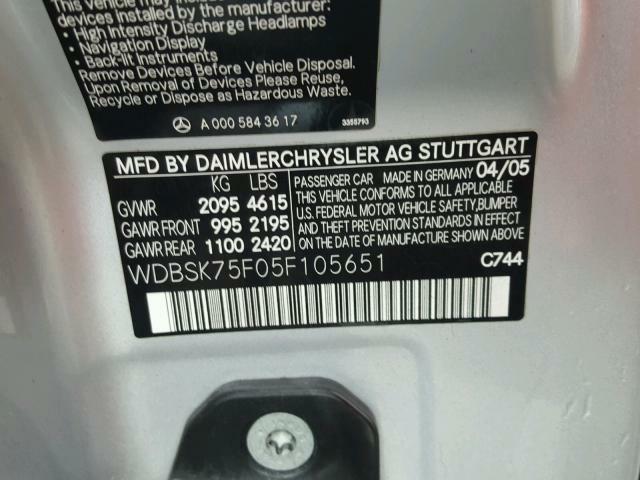 This vehicle may
devices installed by the manufacturer:
• High Intensity Discharge Headlamps
• Navigation Display
• Back-lit Instruments
Remove Devices Before Vehicle Disposal.
Upon Removal of Devices Please Reuse,
Recycle or Dispose as Hazardous Waste.
A 000 584 36 17
3355793
MFD BY DAIMLERCHRYSLER AG STUTTGART
KG LBS
GVWR 2095 4615
GAWR FRONT 995 2195
GAWR REAR 1100 2420
PASSENGER CAR MADE IN GERMANY 04/05
THIS VEHICLE CONFORMS TO ALL APPLICABLE
U.S. FEDERAL MOTOR VEHICLE SAFETY,BUMPER
AND THEFT PREVENTION STANDARDS IN EFFECT
ON THE DATE OF MANUFACTURE SHOWN ABOVE.
WDBSK75F05F105651
C744